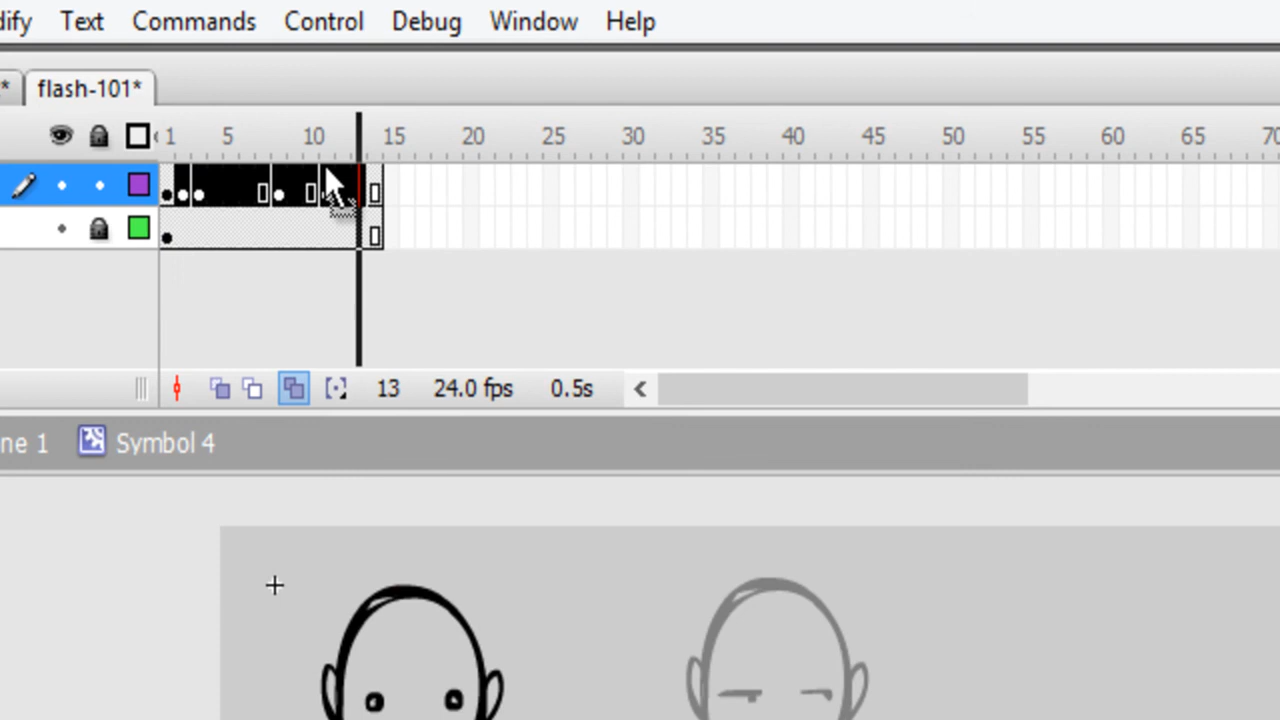 dify Text Commands Control Debug Window Help
* flash-101*
1 5 10 15 20 25 30 35 40 45 50 55 60 65 70
13 24.0 fps 0.5s
ne 1 Symbol 4